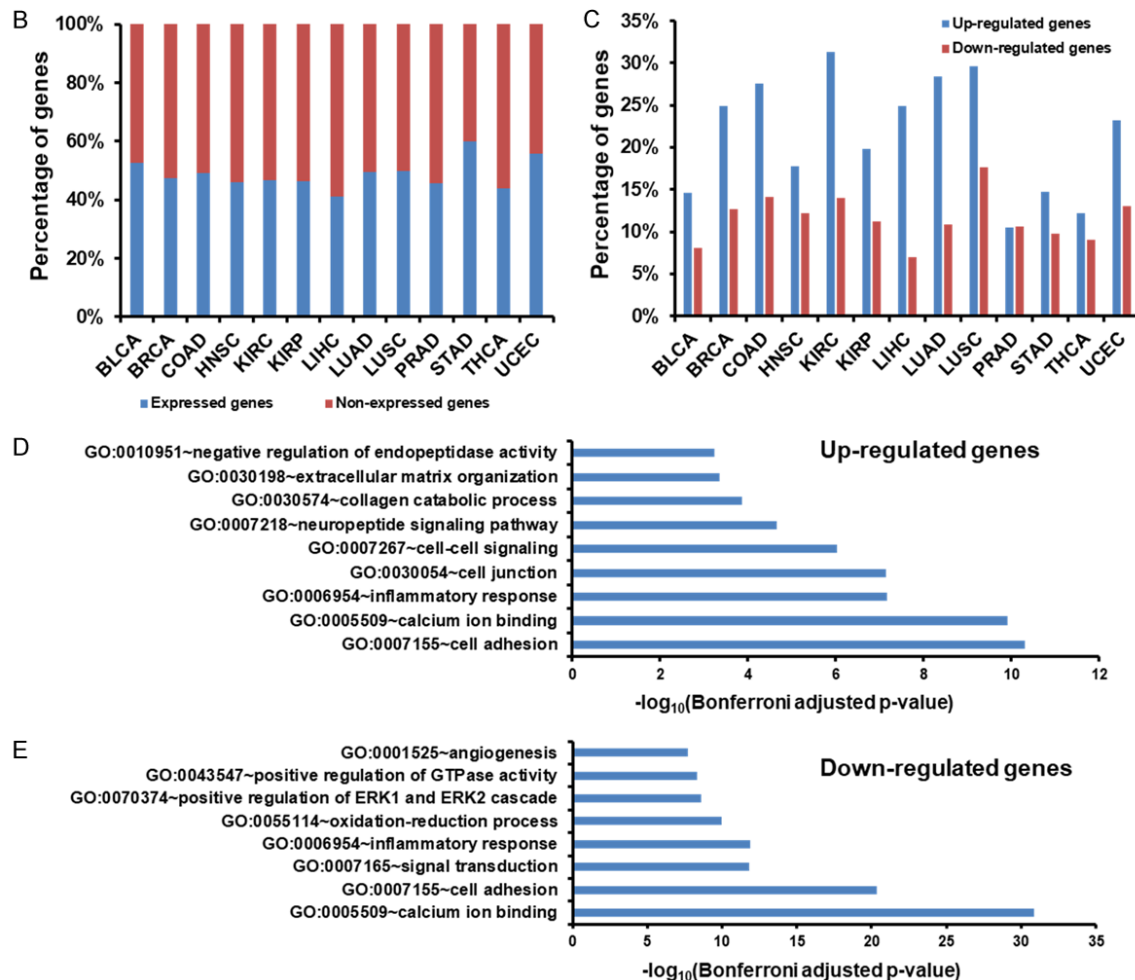 B
Percentage of genes
100%
80%
60%
40%
20%
0%
BLCA
BRCA
COAD
HNSC
KIRC
KIRP
LIHC
LUAD
LUSC
PRAD
STAD
THCA
UCEC
Expressed genes
Non-expressed genes
C
Percentage of genes
35%
30%
25%
20%
15%
10%
5%
0%
Up-regulated genes
Down-regulated genes
BLCA
BRCA
COAD
HNSC
KIRC
KIRP
LIHC
LUAD
LUSC
PRAD
STAD
THCA
UCEC
D
Up-regulated genes
GO:0010951~negative regulation of endopeptidase activity
GO:0030198~extracellular matrix organization
GO:0030574~collagen catabolic process
GO:0007218~neuropeptide signaling pathway
GO:0007267~cell-cell signaling
GO:0030054~cell junction
GO:0006954~inflammatory response
GO:0005509~calcium ion binding
GO:0007155~cell adhesion
0 2 4 6 8 10 12
-log₁₀(Bonferroni adjusted p-value)
E
Down-regulated genes
GO:0001525~angiogenesis
GO:0043547~positive regulation of GTPase activity
GO:0070374~positive regulation of ERK1 and ERK2 cascade
GO:0055114~oxidation-reduction process
GO:0006954~inflammatory response
GO:0007165~signal transduction
GO:0007155~cell adhesion
GO:0005509~calcium ion binding
0 5 10 15 20 25 30 35
-log₁₀(Bonferroni adjusted p-value)